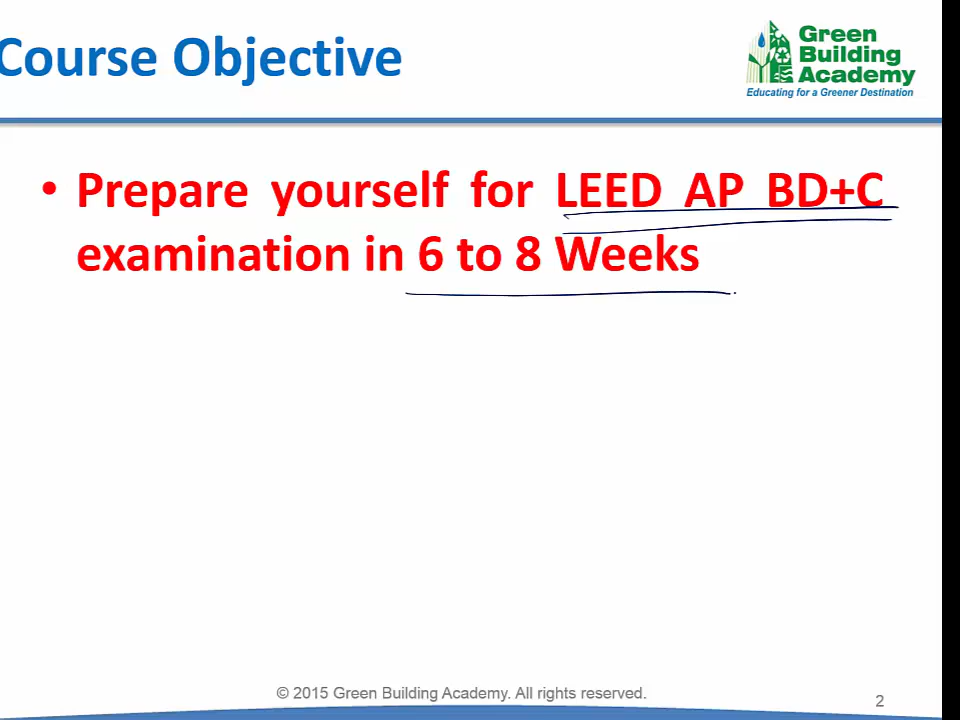 Course Objective
Green
Building
Academy
Educating for a Greener Destination
• Prepare yourself for LEED AP BD+C
examination in 6 to 8 Weeks
© 2015 Green Building Academy. All rights reserved.
2